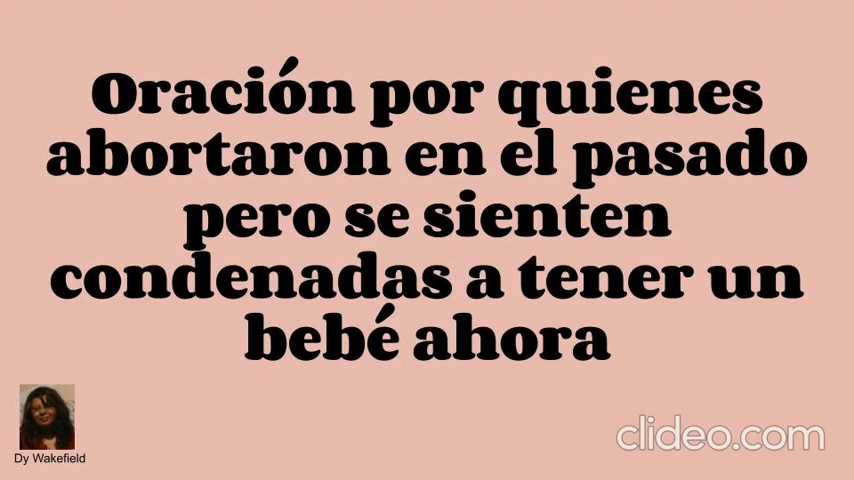 Oración por quienes
abortaron en el pasado
pero se sienten
condenadas a tener un
bebé ahora
Dy Wakefield
clideo.com